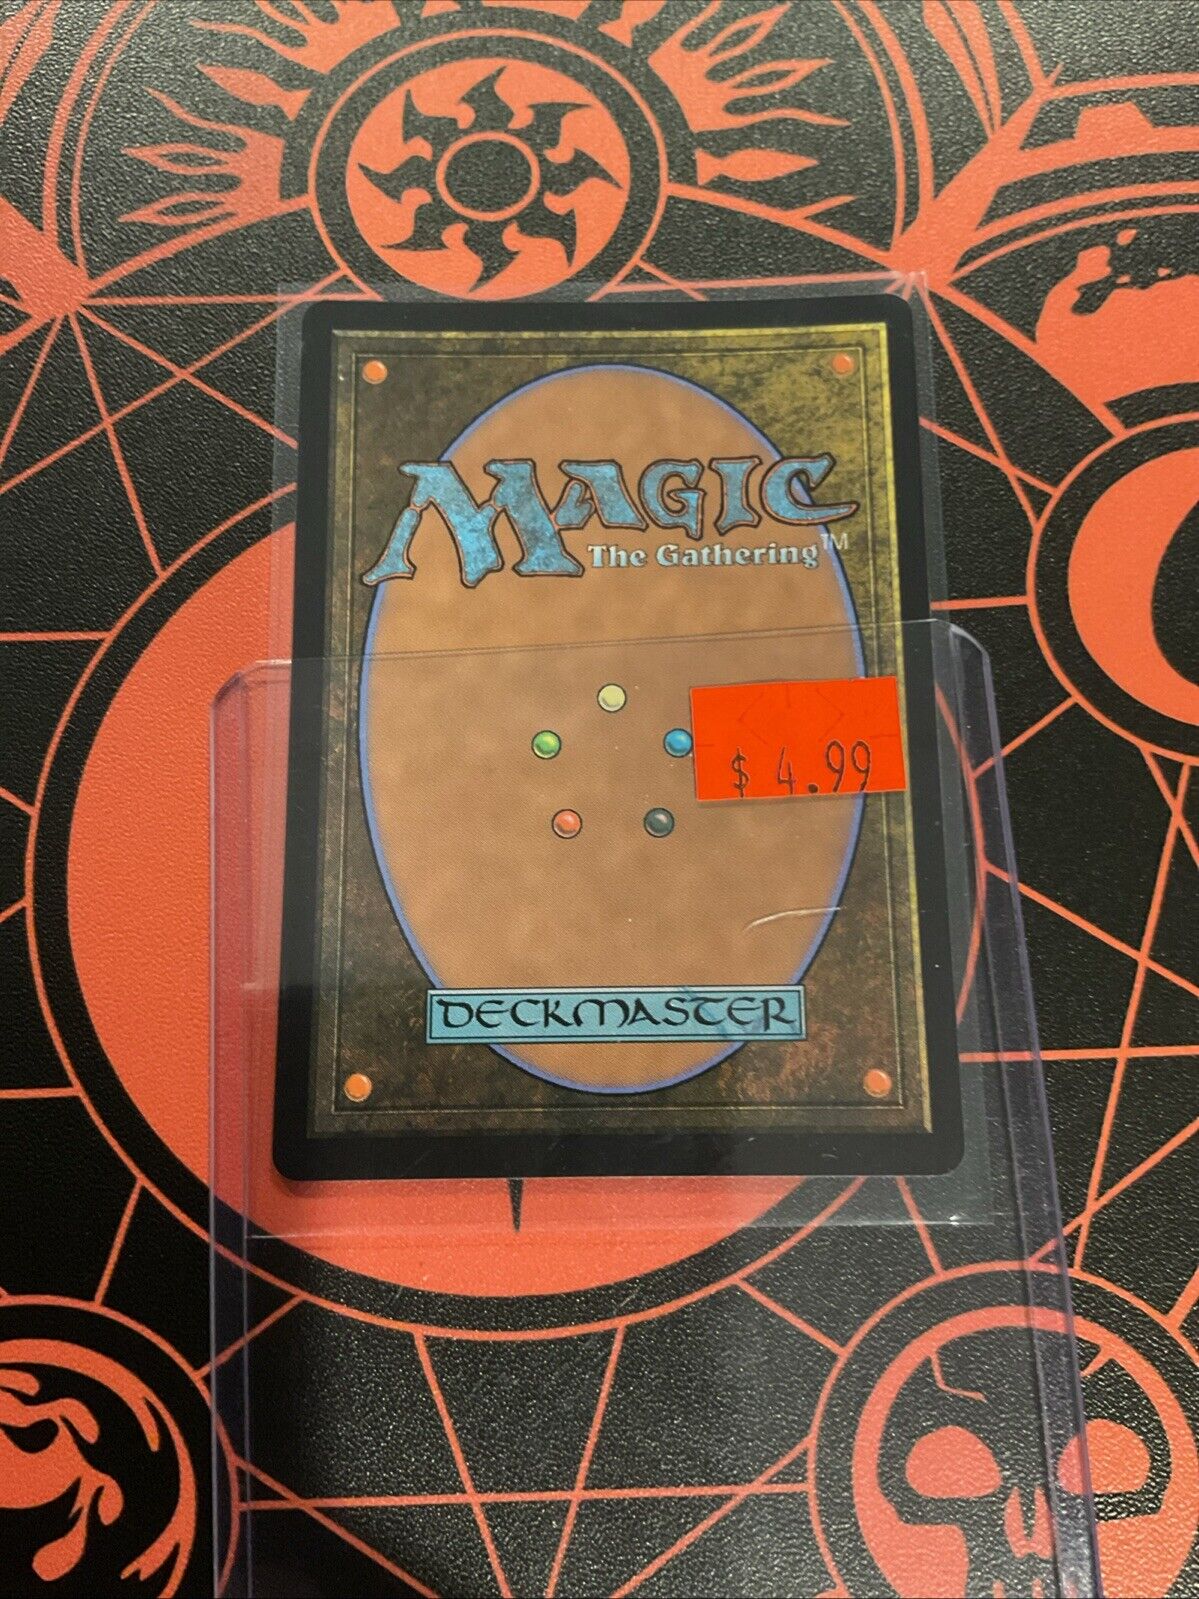 MAGIC
The Gathering™
$ 4.99
DECKMASTER